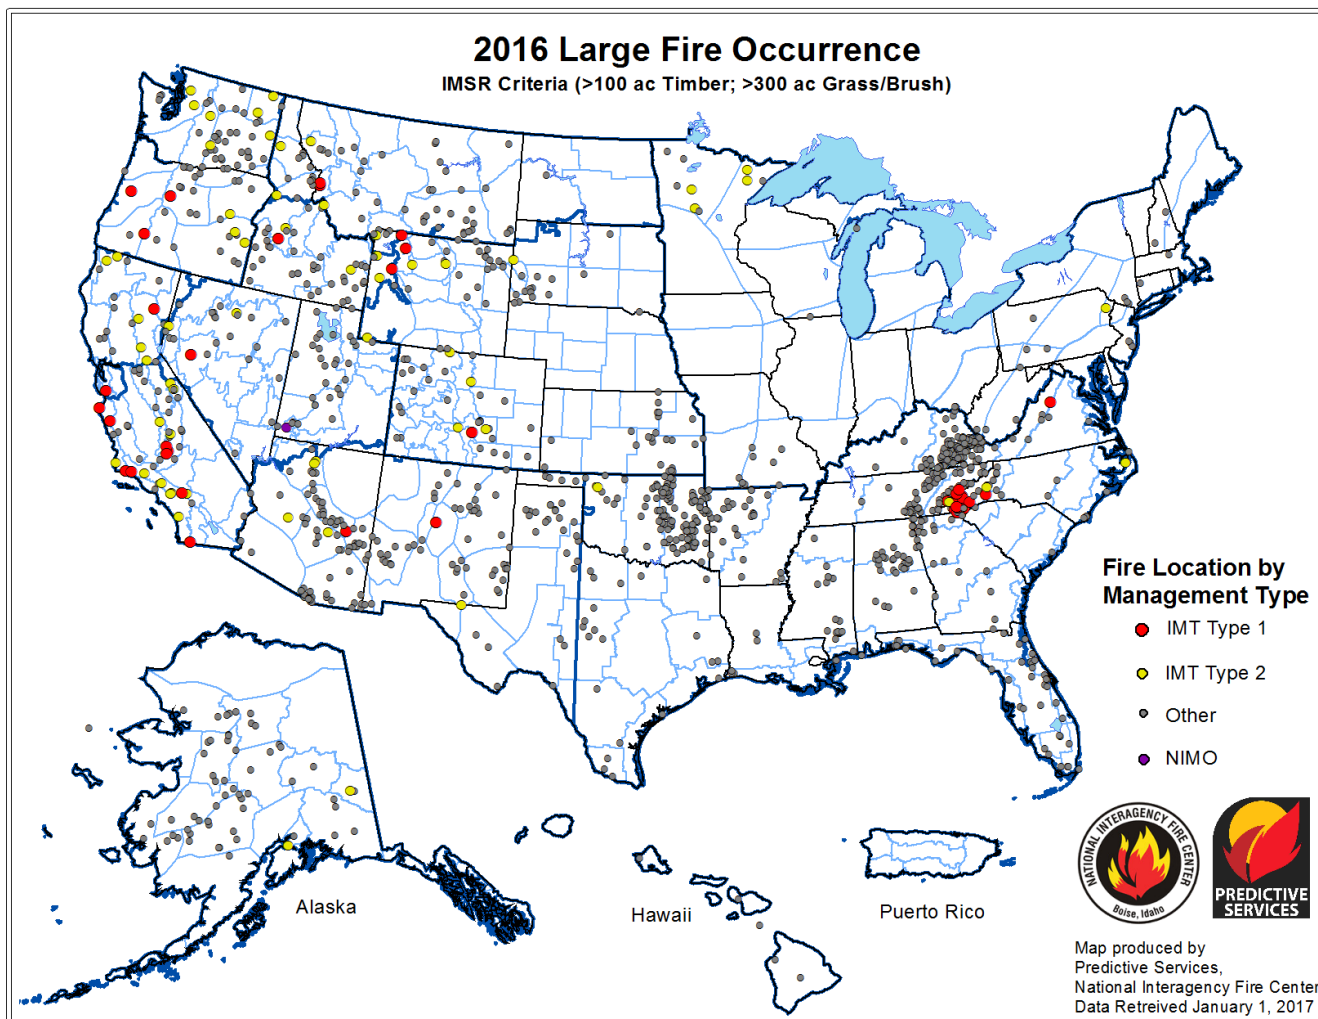 2016 Large Fire Occurrence
IMSR Criteria (>100 ac Timber; >300 ac Grass/Brush)
Fire Location by
Management Type
IMT Type 1
IMT Type 2
Other
NIMO
Alaska
Hawaii
Puerto Rico
NATIONAL INTERAGENCY FIRE CENTER
Boise, Idaho
PREDICTIVE
SERVICES
Map produced by
Predictive Services,
National Interagency Fire Center
Data Retreived January 1, 2017